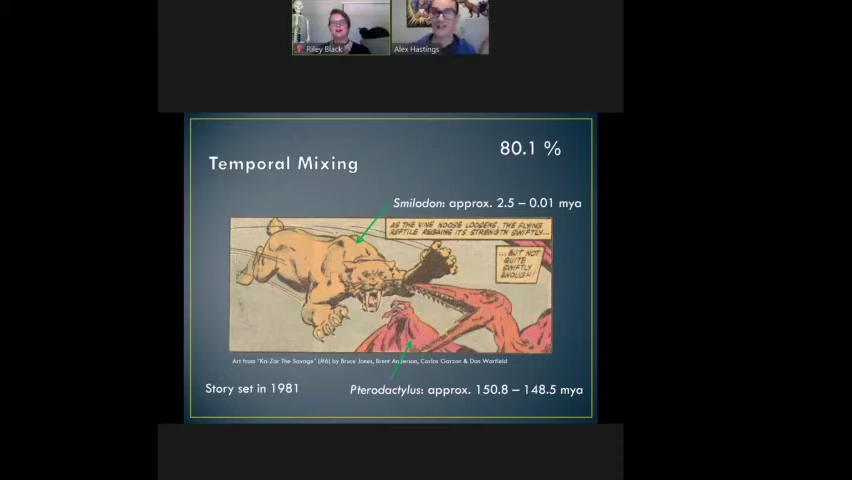 Riley Black
Alex Hastings
80.1 %
Temporal Mixing
Smilodon: approx. 2.5 – 0.01 mya
AS THE VINE NOOSE LOOSENS, THE FLYING
REPTILE REGAINS ITS STRENGTH SWIFTLY...
...BUT NOT
QUITE
SWIFTLY
ENOUGH!
Art from "Ka-Zar The Savage" (#6) by Bruce Jones, Brent Anderson, Carlos Garzon & Dan Warfield
Story set in 1981
Pterodactylus: approx. 150.8 – 148.5 mya